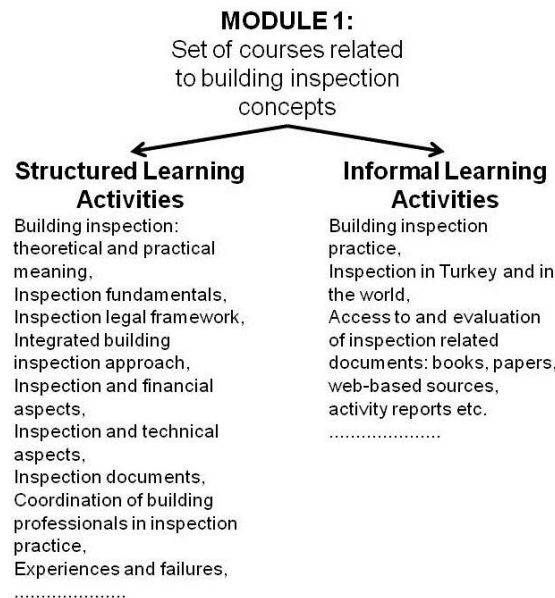 MODULE 1:
Set of courses related
to building inspection
concepts
Structured Learning
Activities
Building inspection:
theoretical and practical
meaning,
Inspection fundamentals,
Inspection legal framework,
Integrated building
inspection approach,
Inspection and financial
aspects,
Inspection and technical
aspects,
Inspection documents,
Coordination of building
professionals in inspection
practice,
Experiences and failures,
......................
Informal Learning
Activities
Building inspection
practice,
Inspection in Turkey and in
the world,
Access to and evaluation
of inspection related
documents: books, papers,
web-based sources,
activity reports etc.
......................